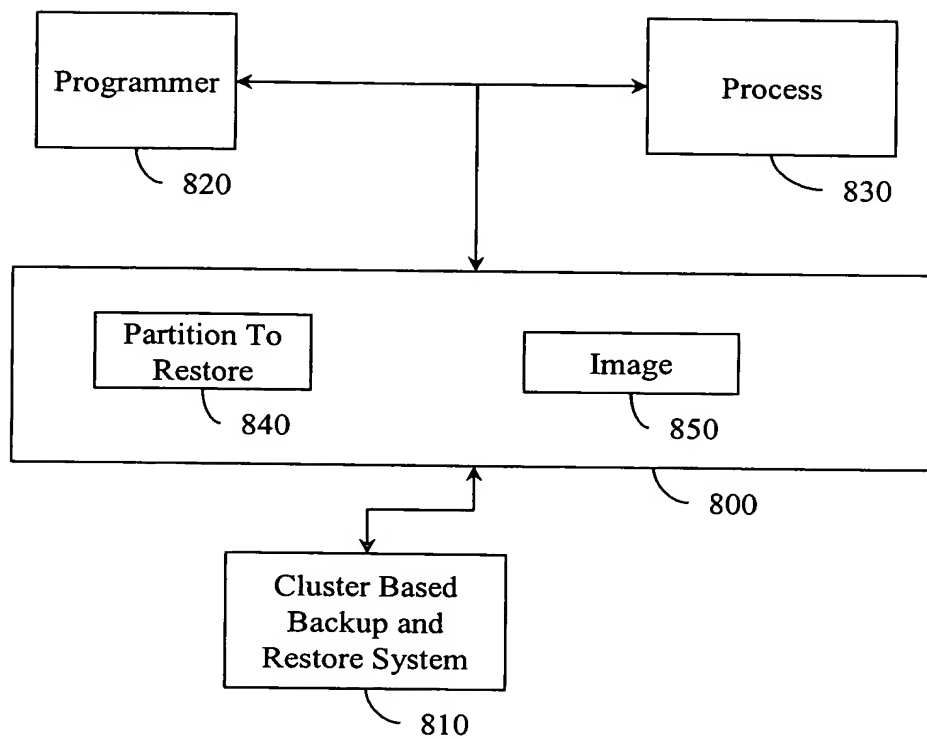 Programmer
820
Process
830
Partition To
Restore
840
Image
850
800
Cluster Based
Backup and
Restore System
810